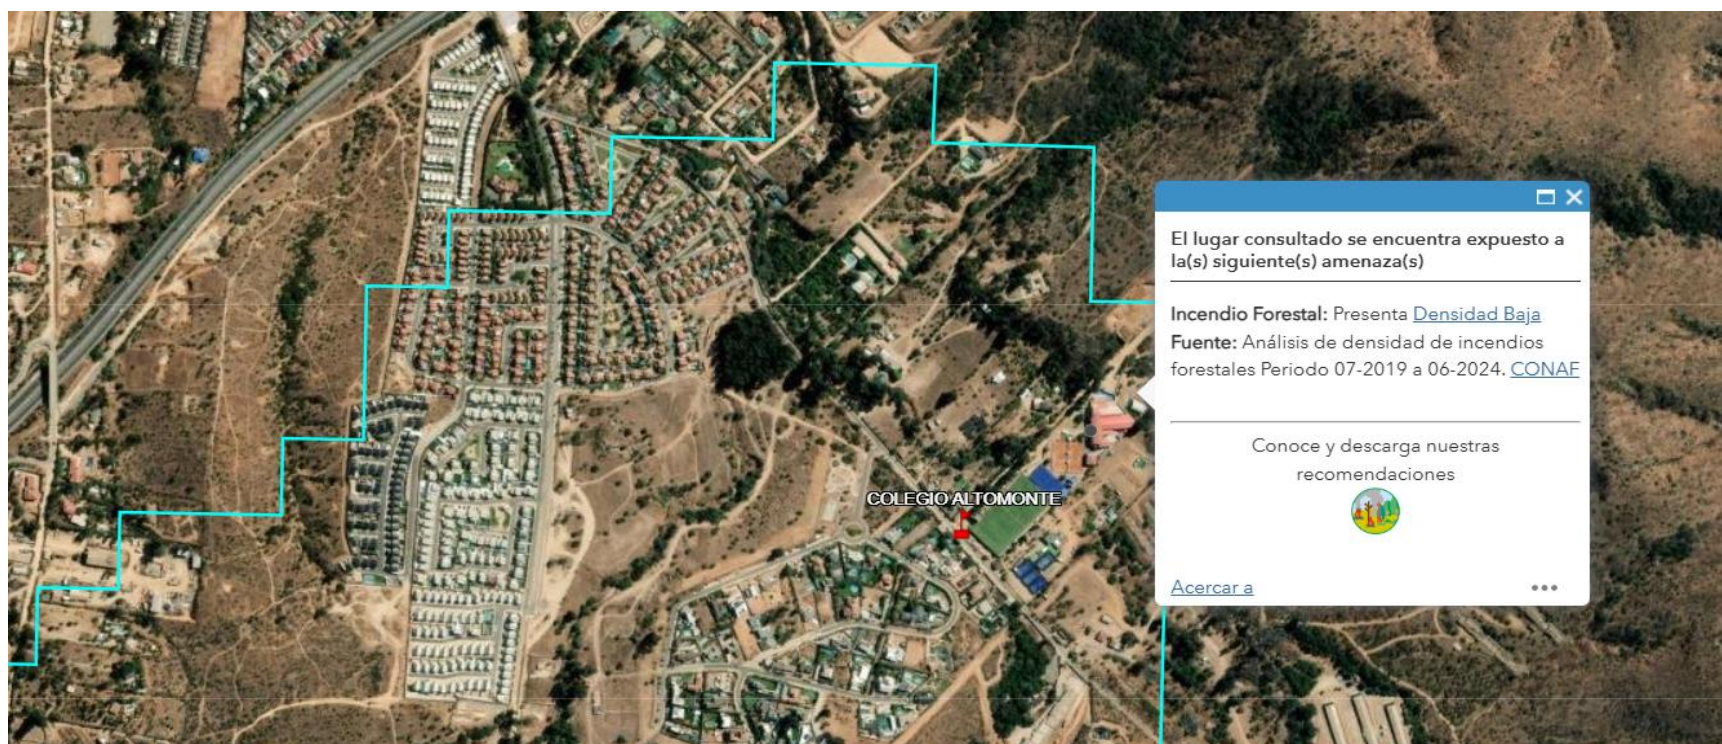 El lugar consultado se encuentra expuesto a
la(s) siguiente(s) amenaza(s)
Incendio Forestal: Presenta Densidad Baja
Fuente: Análisis de densidad de incendios
forestales Periodo 07-2019 a 06-2024. CONAF
Conoce y descarga nuestras
recomendaciones
COLEGIO ALTOMONTE
Acercar a